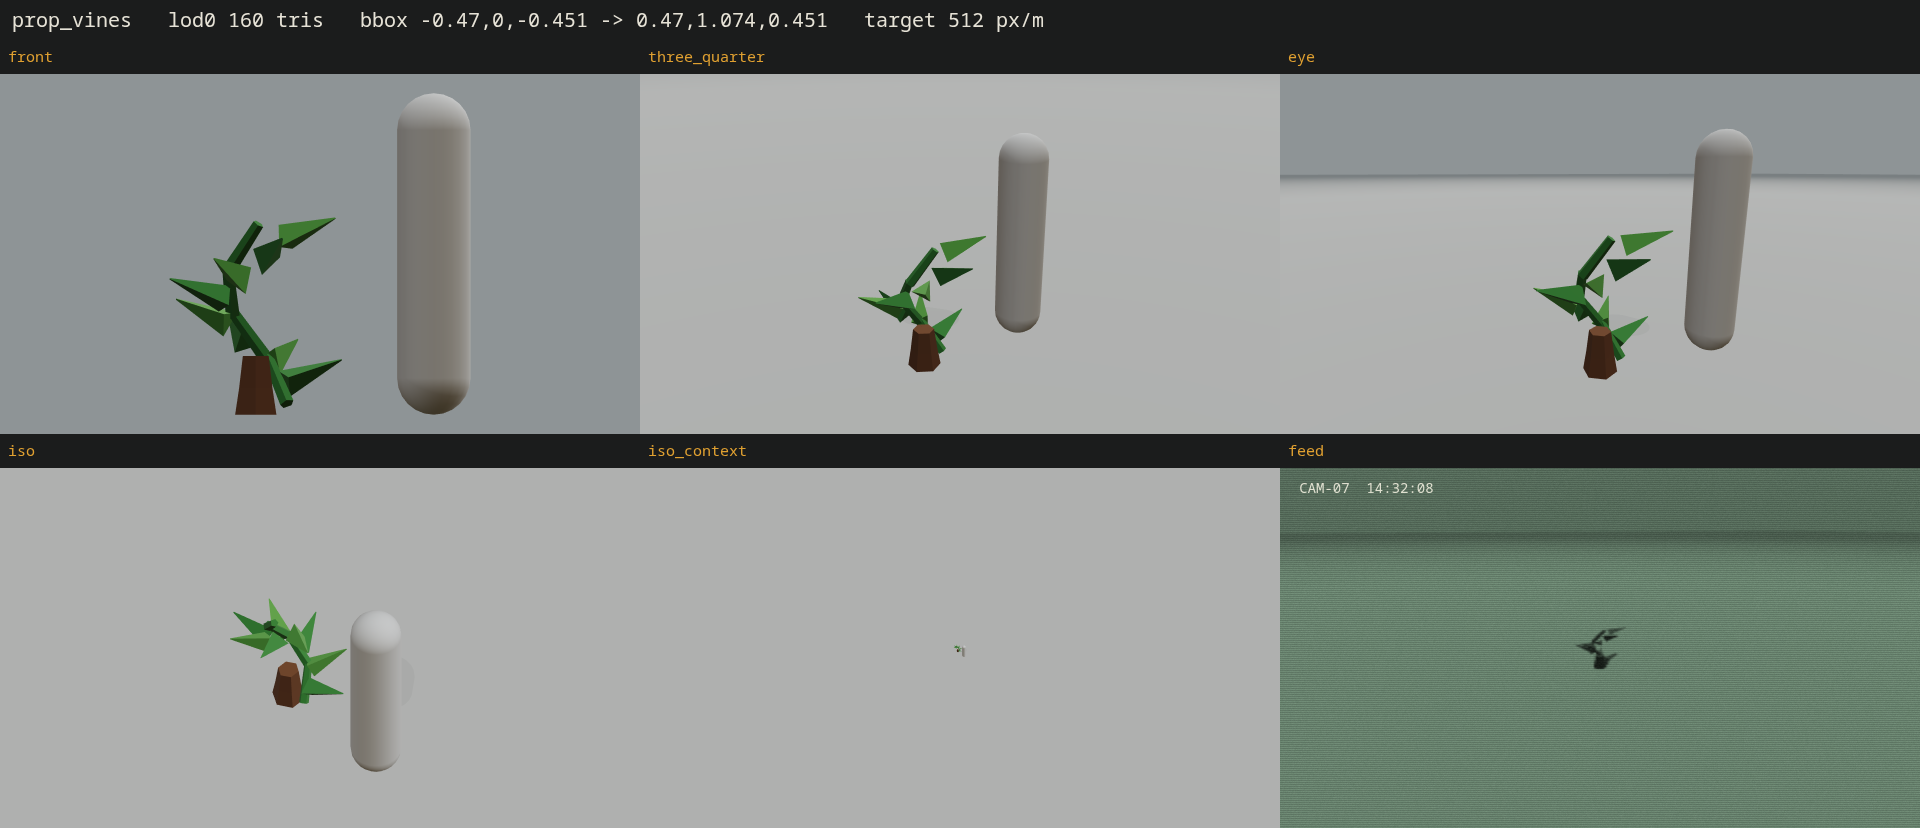 prop_vines lod0 160 tris bbox -0.47,0,-0.451 -> 0.47,1.074,0.451 target 512 px/m
front
three_quarter
eye
iso
iso_context
feed
CAM-07 14:32:08